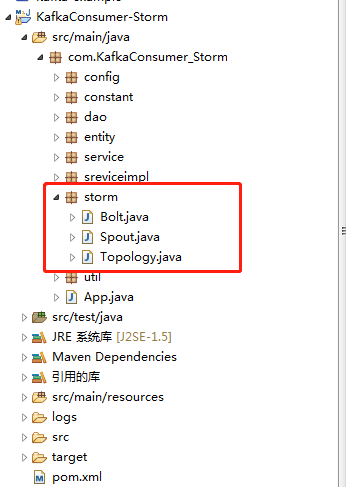 KafkaConsumer-Storm
src/main/java
com.KafkaConsumer_Storm
config
constant
dao
entity
service
sreviceimpl
storm
Bolt.java
Spout.java
Topology.java
util
App.java
src/test/java
JRE 系统库 [J2SE-1.5]
Maven Dependencies
引用的库
src/main/resources
logs
src
target
pom.xml